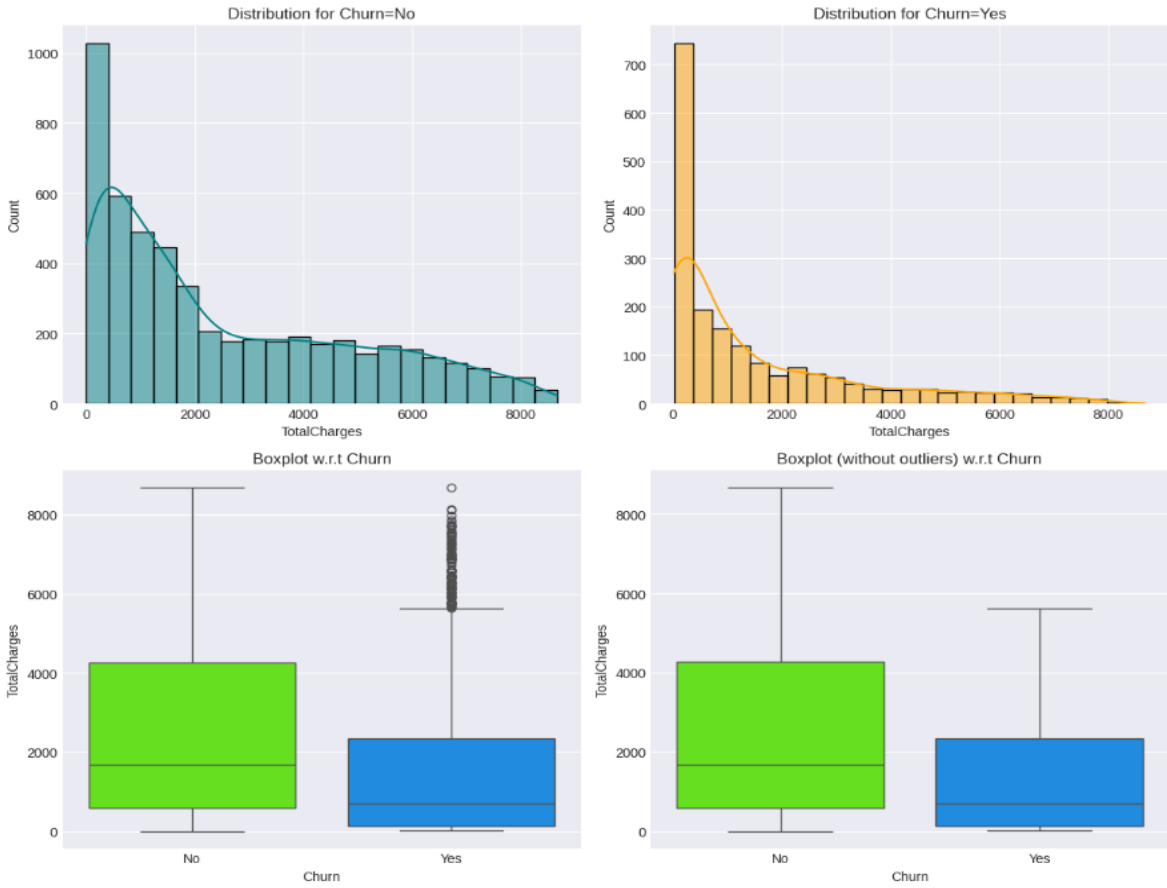 Distribution for Churn=No
1000
800
600
400
200
0
Count
0 2000 4000 6000 8000
TotalCharges
Distribution for Churn=Yes
700
600
500
400
300
200
100
0
Count
0 2000 4000 6000 8000
TotalCharges
Boxplot w.r.t Churn
8000
6000
4000
2000
0
TotalCharges
No Yes
Churn
Boxplot (without outliers) w.r.t Churn
8000
6000
4000
2000
0
TotalCharges
No Yes
Churn